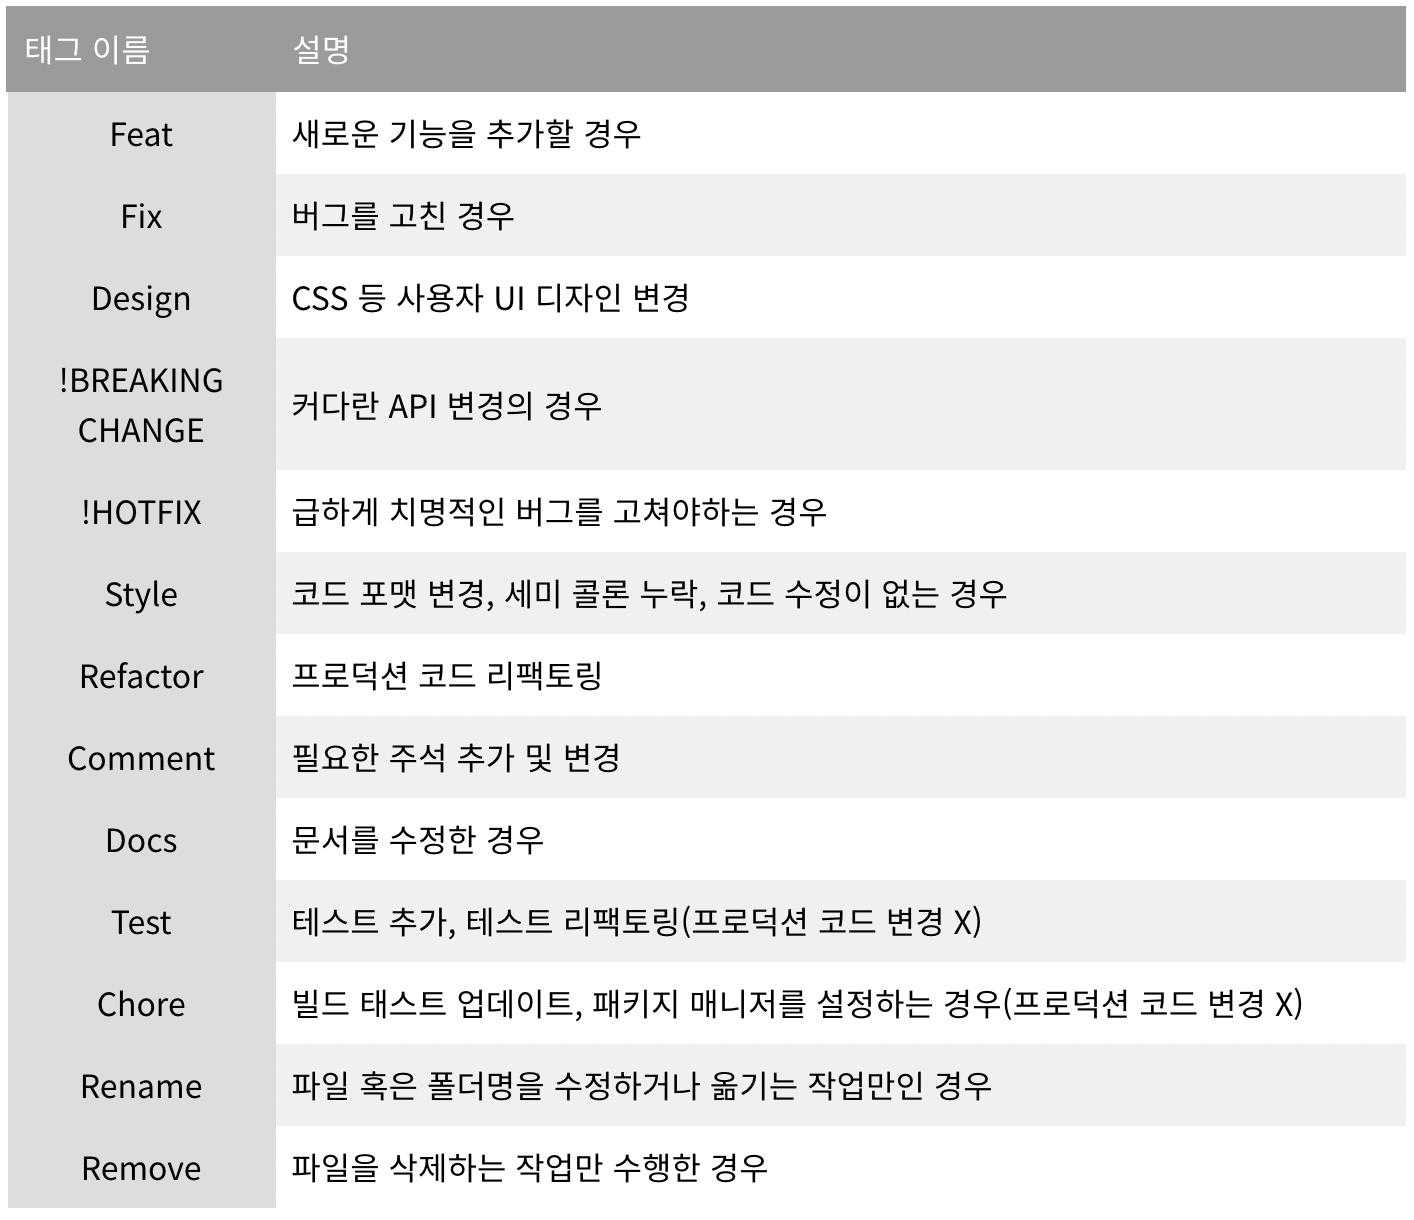 태그 이름 설명
Feat 새로운 기능을 추가할 경우
Fix 버그를 고친 경우
Design CSS 등 사용자 UI 디자인 변경
!BREAKING
CHANGE 커다란 API 변경의 경우
!HOTFIX 급하게 치명적인 버그를 고쳐야하는 경우
Style 코드 포맷 변경, 세미 콜론 누락, 코드 수정이 없는 경우
Refactor 프로덕션 코드 리팩토링
Comment 필요한 주석 추가 및 변경
Docs 문서를 수정한 경우
Test 테스트 추가, 테스트 리팩토링(프로덕션 코드 변경 X)
Chore 빌드 태스트 업데이트, 패키지 매니저를 설정하는 경우(프로덕션 코드 변경 X)
Rename 파일 혹은 폴더명을 수정하거나 옮기는 작업만인 경우
Remove 파일을 삭제하는 작업만 수행한 경우